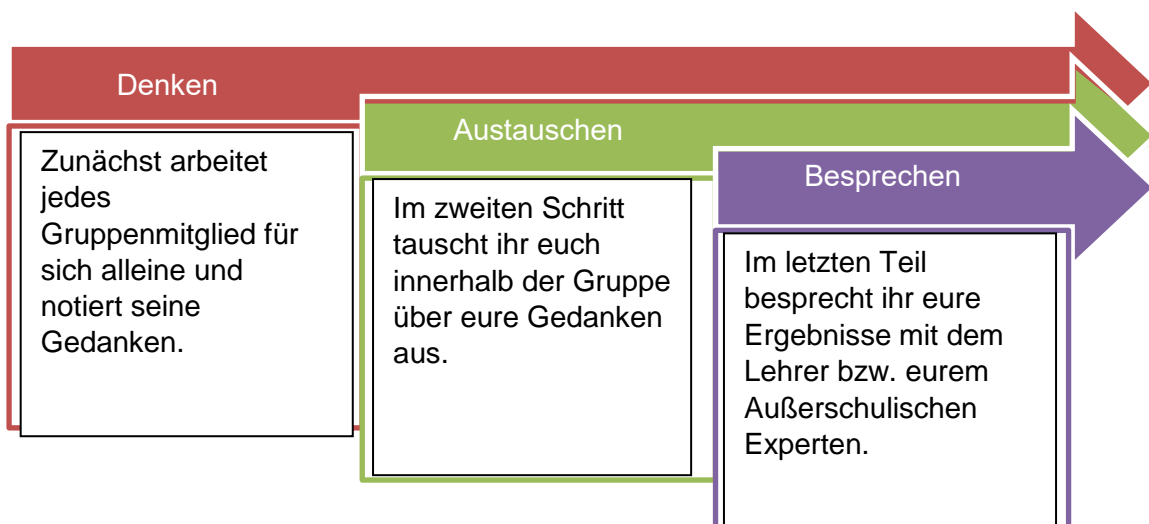 Denken
Zunächst arbeitet
jedes
Gruppenmitglied für
sich alleine und
notiert seine
Gedanken.
Austauschen
Im zweiten Schritt
tauscht ihr euch
innerhalb der Gruppe
über eure Gedanken
aus.
Besprechen
Im letzten Teil
besprecht ihr eure
Ergebnisse mit dem
Lehrer bzw. eurem
Außerschulischen
Experten.